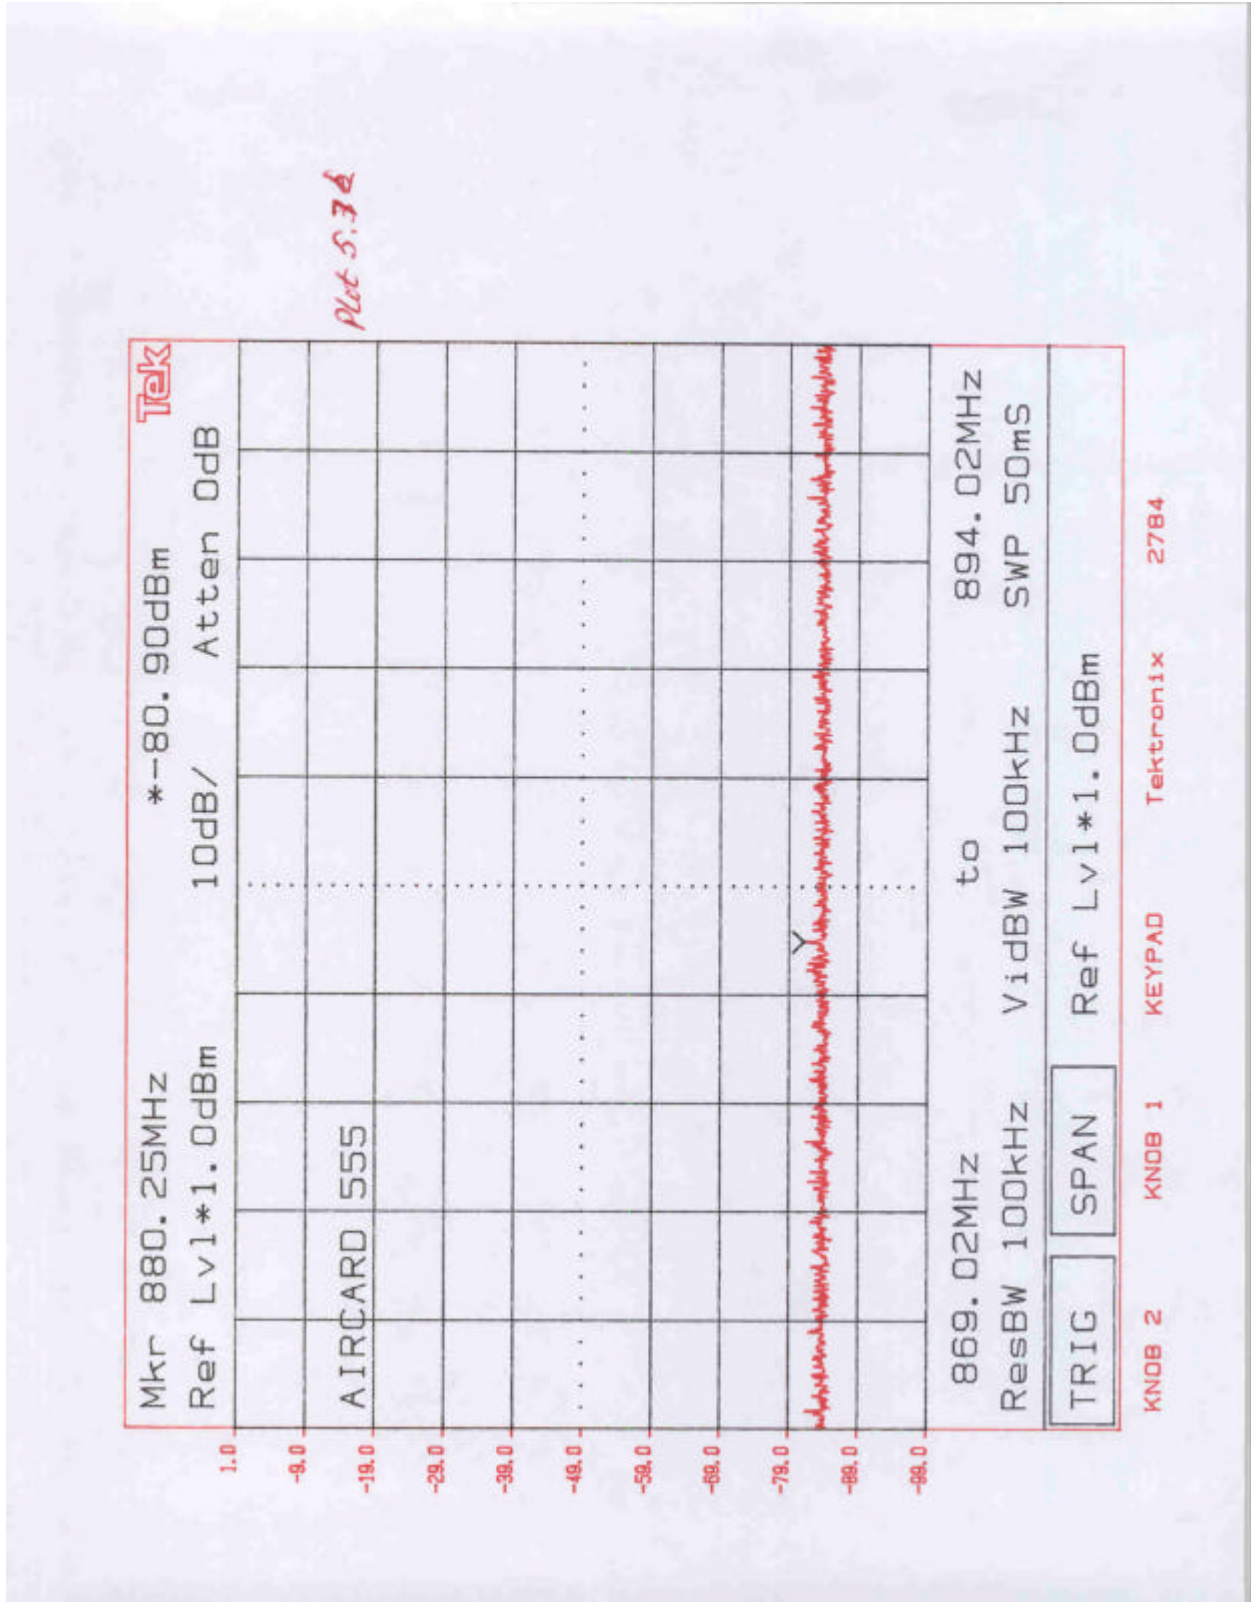 Plot 5.3
Mkr 880.25MHz *-80.90dBm Tek
Ref Lvl*1.0dBm 10dB/ Atten 0dB
1.0
-9.0
AIRCARD 555
-19.0
-29.0
-39.0
-49.0
-59.0
-69.0
-79.0
-89.0
-99.0
869.02MHz to 894.02MHz
ResBW 100kHz VidBW 100kHz SWP 50mS
TRIG SPAN Ref Lvl*1.0dBm
KNOB 2 KNOB 1 KEYPAD Tektronix 2784